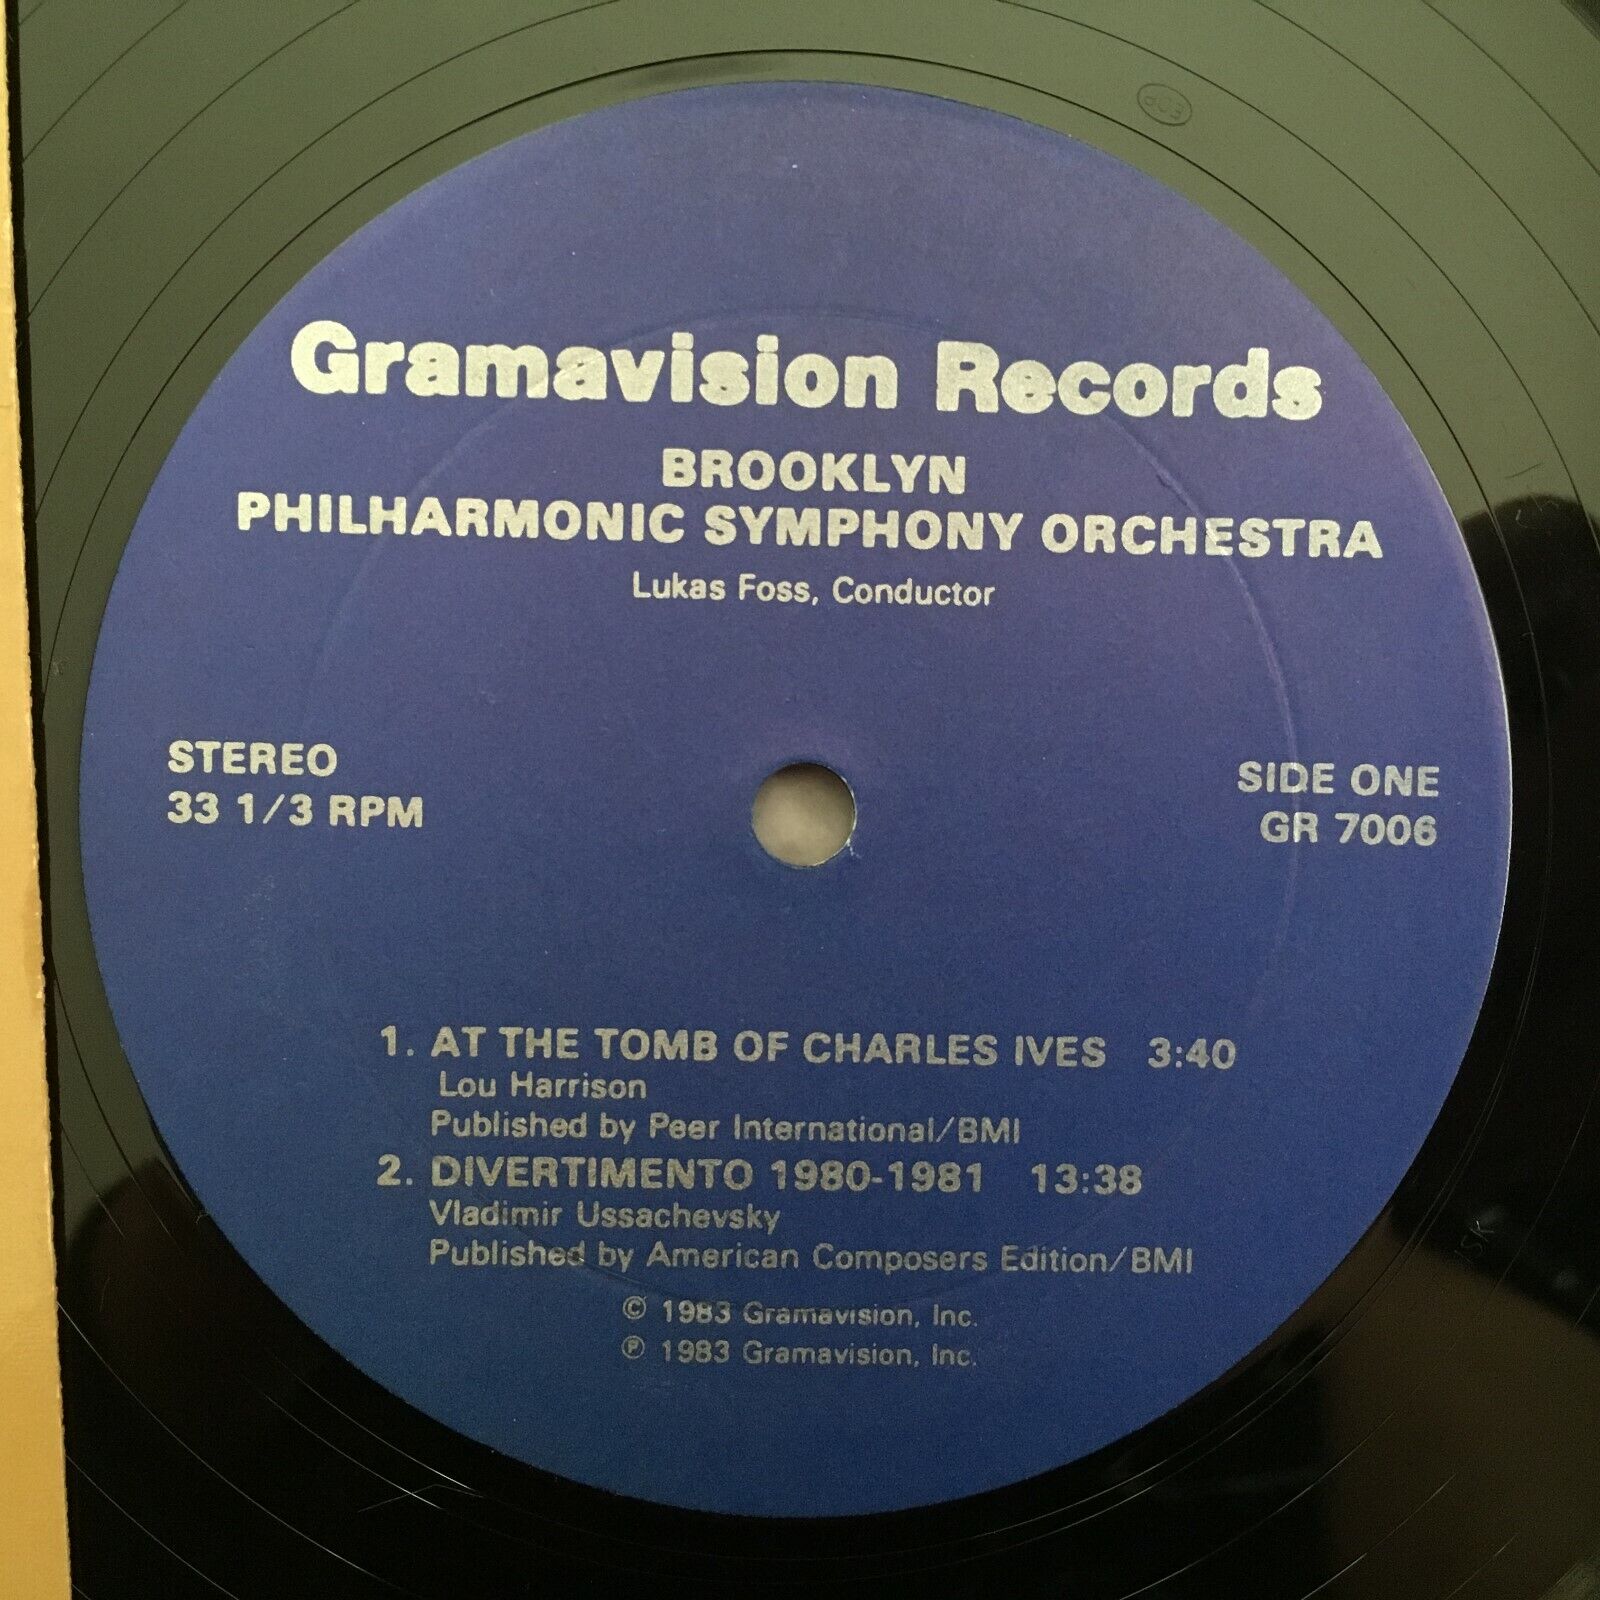 Gramavision Records
BROOKLYN
PHILHARMONIC SYMPHONY ORCHESTRA
Lukas Foss, Conductor
STEREO
33 1/3 RPM
SIDE ONE
GR 7006
1. AT THE TOMB OF CHARLES IVES 3:40
Lou Harrison
Published by Peer International/BMI
2. DIVERTIMENTO 1980-1981 13:38
Vladimir Ussachevsky
Published by American Composers Edition/BMI
© 1983 Gramavision, Inc.
℗ 1983 Gramavision, Inc.